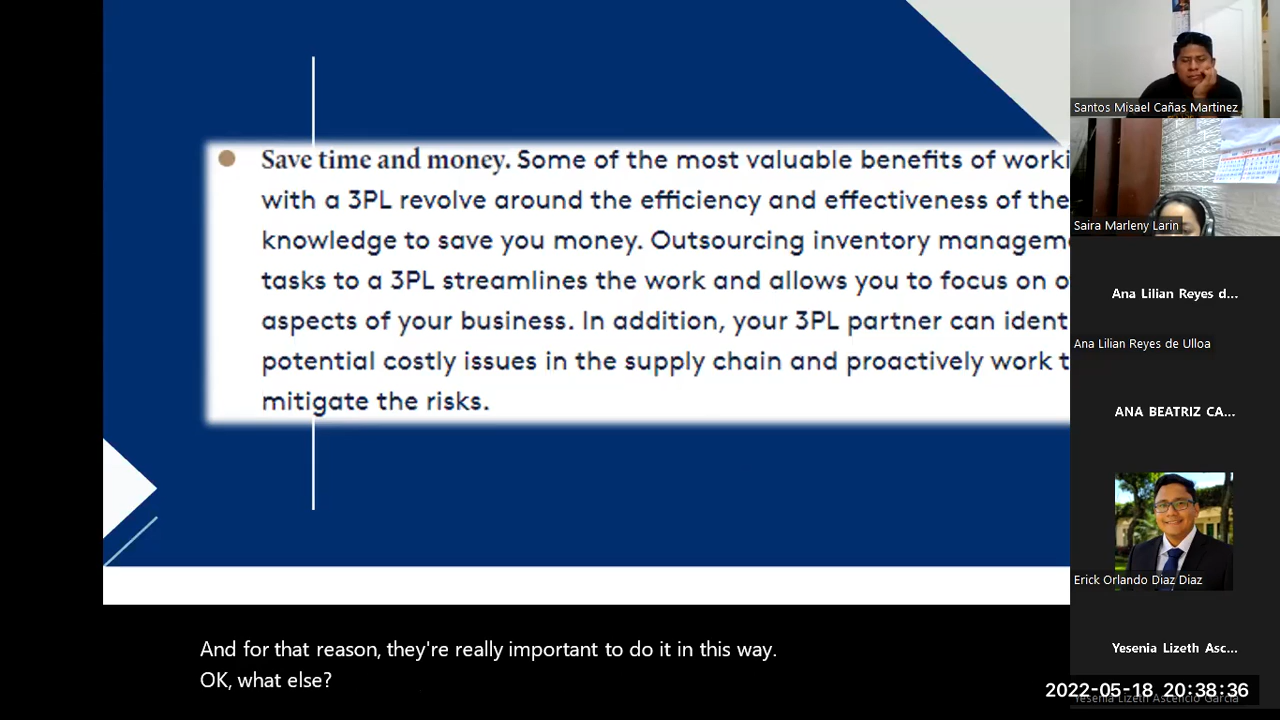 Save time and money. Some of the most valuable benefits of worki
with a 3PL revolve around the efficiency and effectiveness of the
knowledge to save you money. Outsourcing inventory managem
tasks to a 3PL streamlines the work and allows you to focus on o
aspects of your business. In addition, your 3PL partner can ident
potential costly issues in the supply chain and proactively work t
mitigate the risks.
And for that reason, they're really important to do it in this way.
OK, what else?
Santos Misael Cañas Martinez
Saira Marleny Larin
Ana Lilian Reyes d...
Ana Lilian Reyes de Ulloa
ANA BEATRIZ CA...
Erick Orlando Diaz Diaz
Yesenia Lizeth Asc...
2022-05-18 20:38:36
Yesenia Lizeth Ascencio Garcia